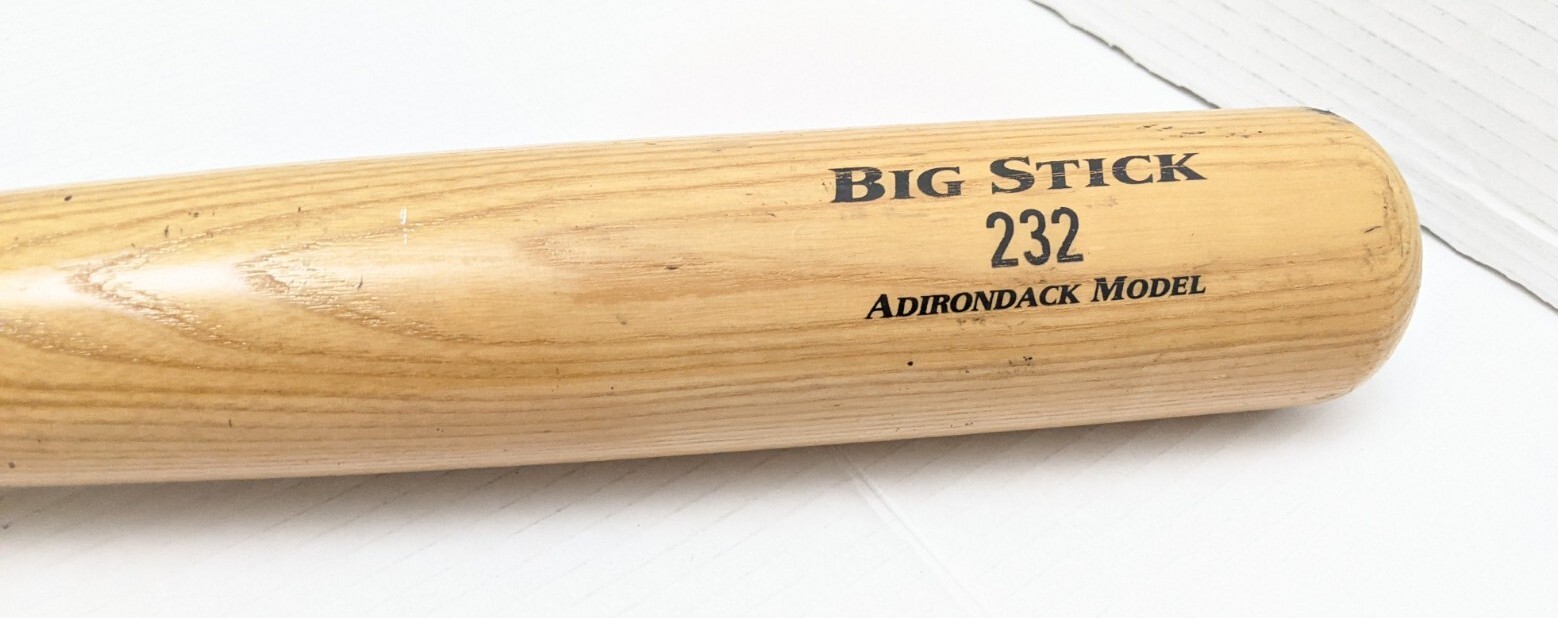 BIG STICK
232
ADIRONDACK MODEL